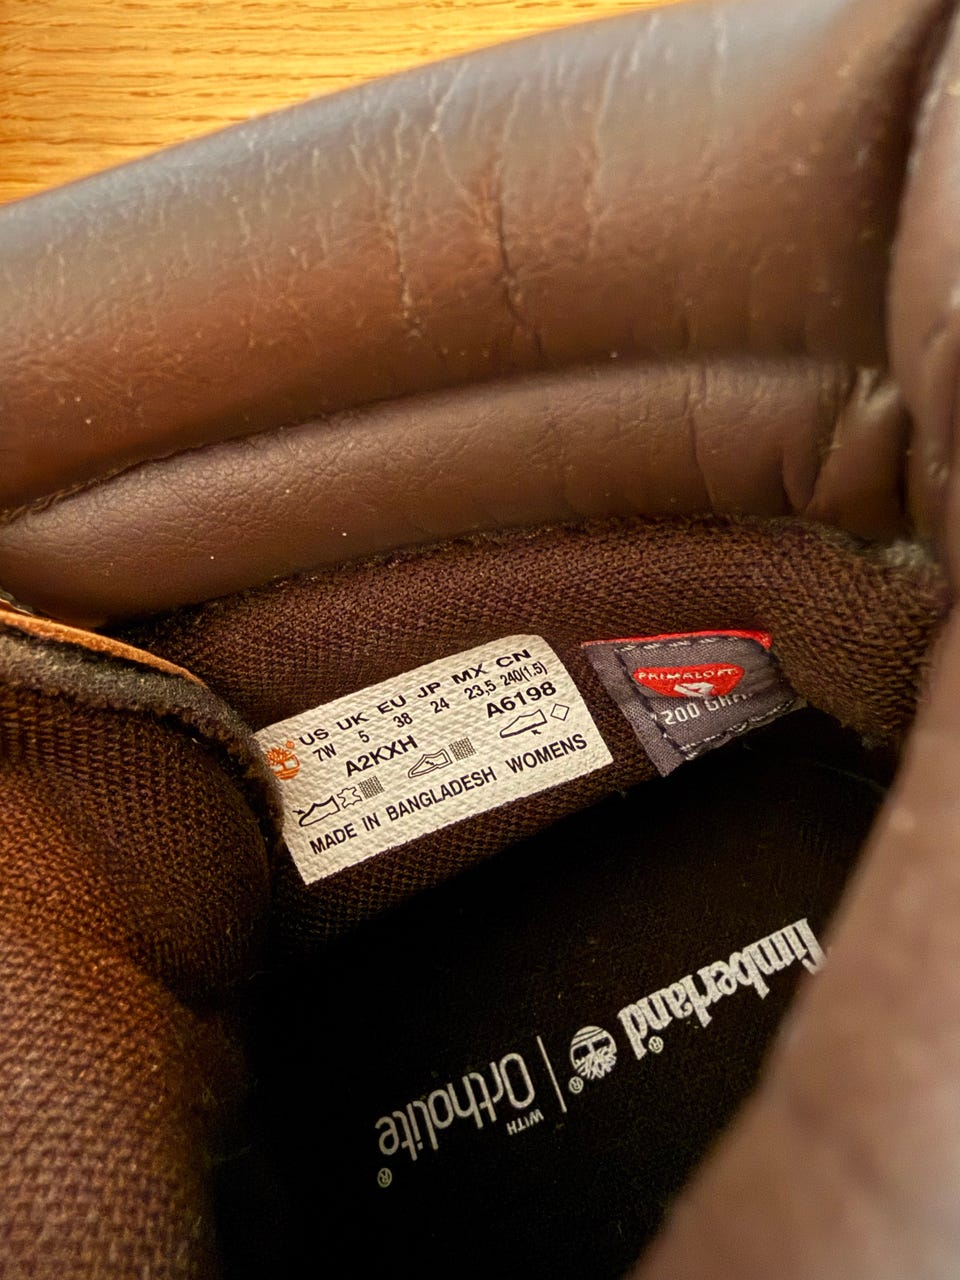 US UK EU JP MX CN
7W 5 38 24 23,5 240(1.5)
A2KXH A6198
MADE IN BANGLADESH WOMENS
PRIMALOFT
200
Timberland ®
®
WITH Ortholite ®